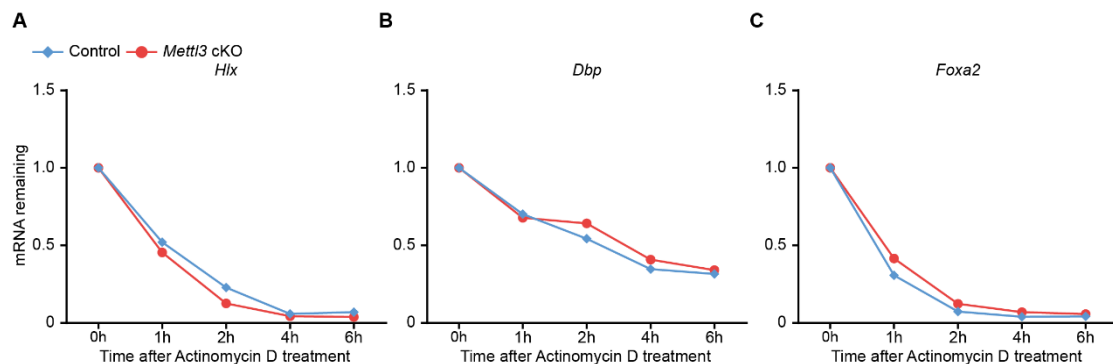 A
B
C
Control Mettl3 cKO
Hlx
Dbp
Foxa2
mRNA remaining
1.5
1.0
0.5
0
0h 1h 2h 4h 6h
Time after Actinomycin D treatment
1.5
1.0
0.5
0
0h 1h 2h 4h 6h
Time after Actinomycin D treatment
1.5
1.0
0.5
0
0h 1h 2h 4h 6h
Time after Actinomycin D treatment